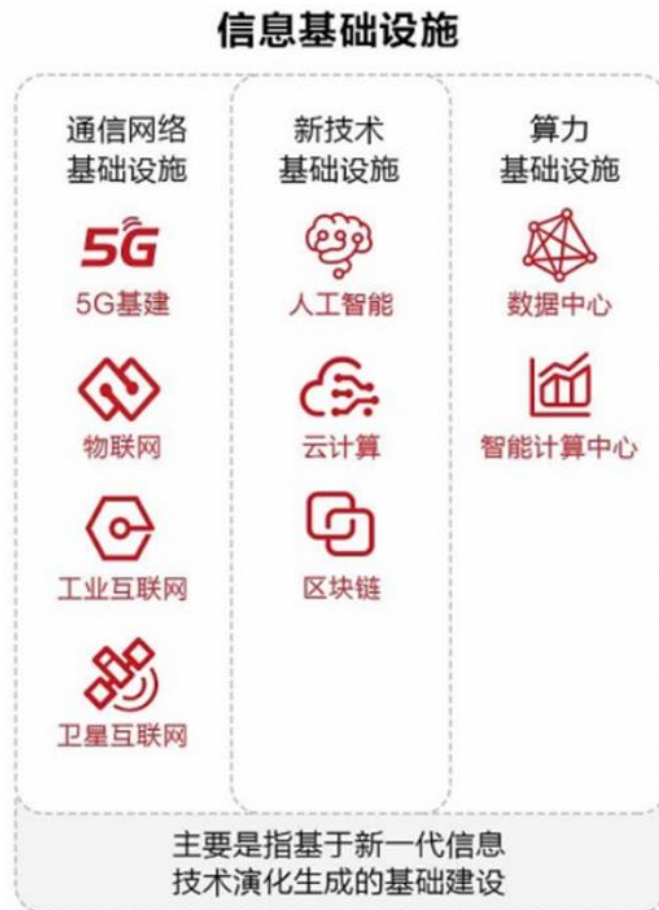 信息基础设施
通信网络
基础设施
5G
5G基建
物联网
工业互联网
卫星互联网
新技术
基础设施
人工智能
云计算
区块链
算力
基础设施
数据中心
智能计算中心
主要是指基于新一代信息
技术演化生成的基础建设